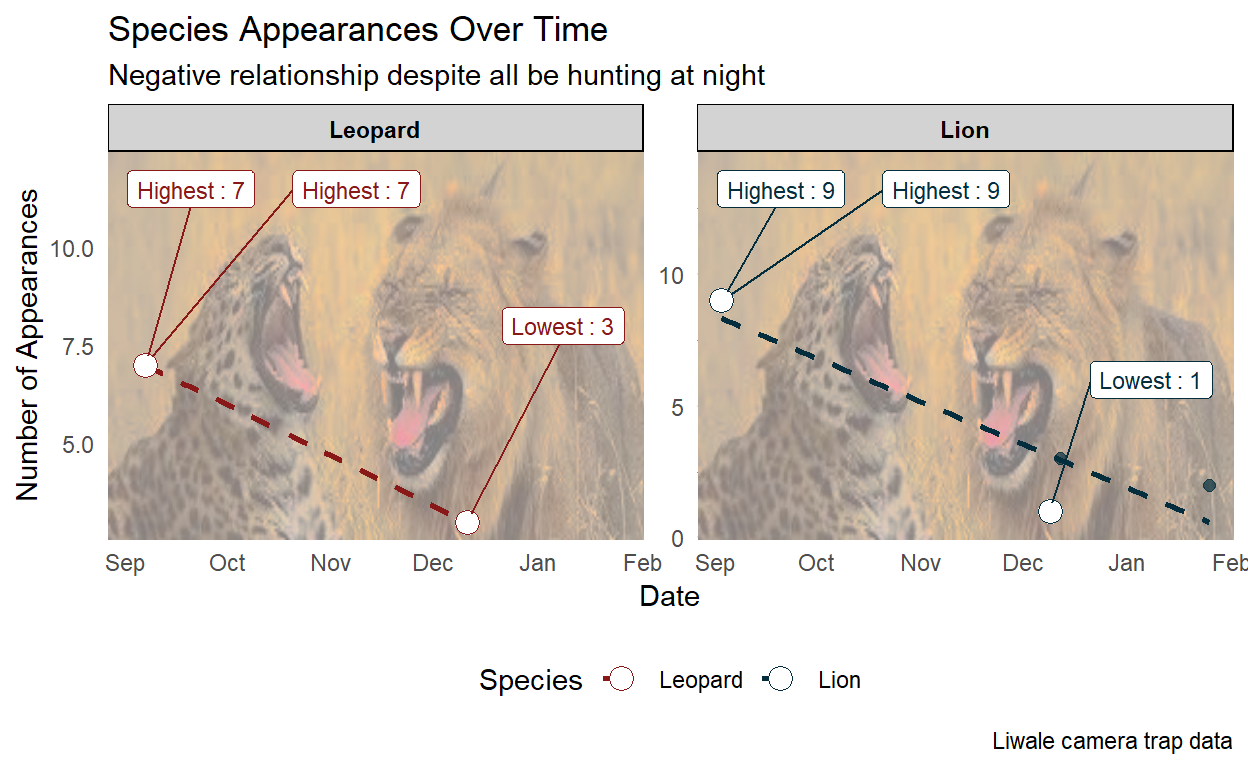 Species Appearances Over Time
Negative relationship despite all be hunting at night
Leopard
Lion
Number of Appearances
10.0
7.5
5.0
Highest : 7
Highest : 7
Lowest : 3
10
5
0
Highest : 9
Highest : 9
Lowest : 1
Sep Oct Nov Dec Jan Feb
Sep Oct Nov Dec Jan Feb
Date
Species Leopard Lion
Liwale camera trap data